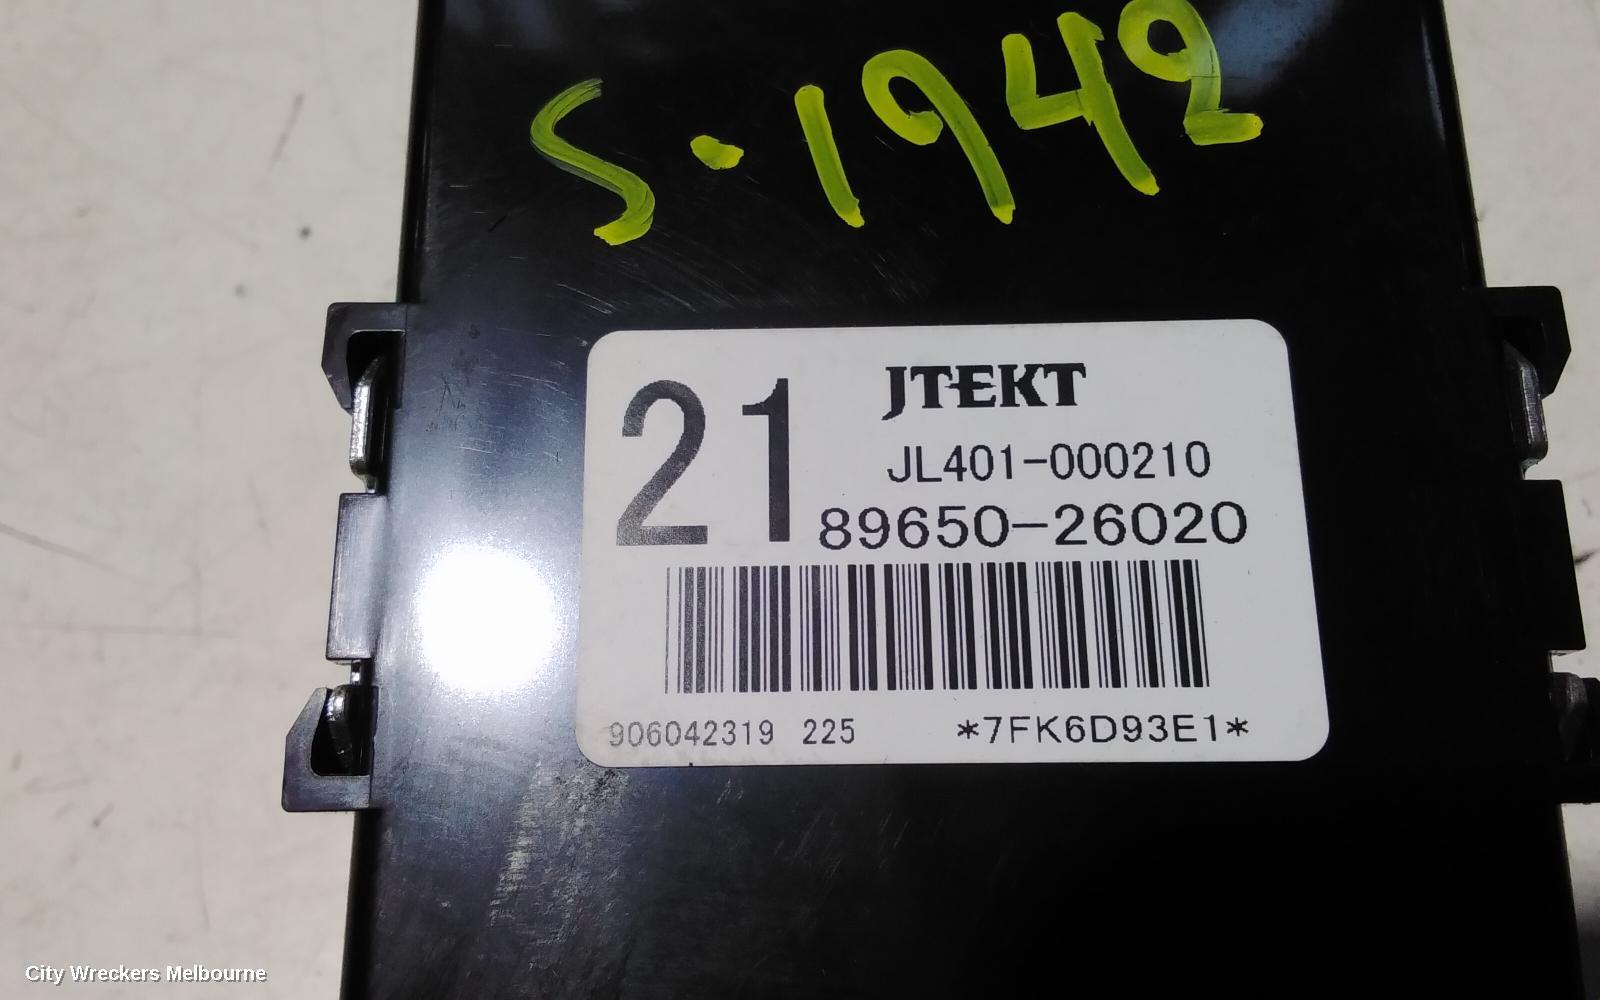 S.1942
21
JTEKT
JL401-000210
89650-26020
906042319 225 *7FK6D93E1*
City Wreckers Melbourne